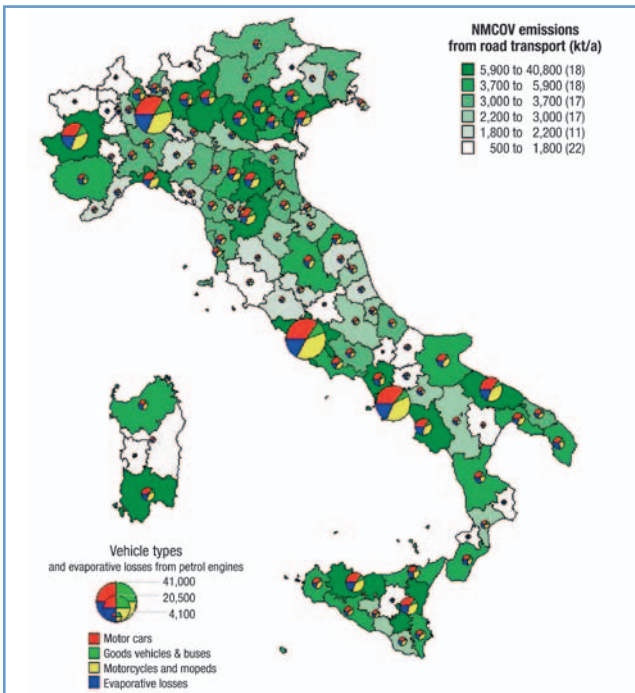 NMCOV emissions
from road transport (kt/a)
5,900 to 40,800 (18)
3,700 to 5,900 (18)
3,000 to 3,700 (17)
2,200 to 3,000 (17)
1,800 to 2,200 (11)
500 to 1,800 (22)
Vehicle types
and evaporative losses from petrol engines
41,000
20,500
4,100
Motor cars
Goods vehicles & buses
Motorcycles and mopeds
Evaporative losses